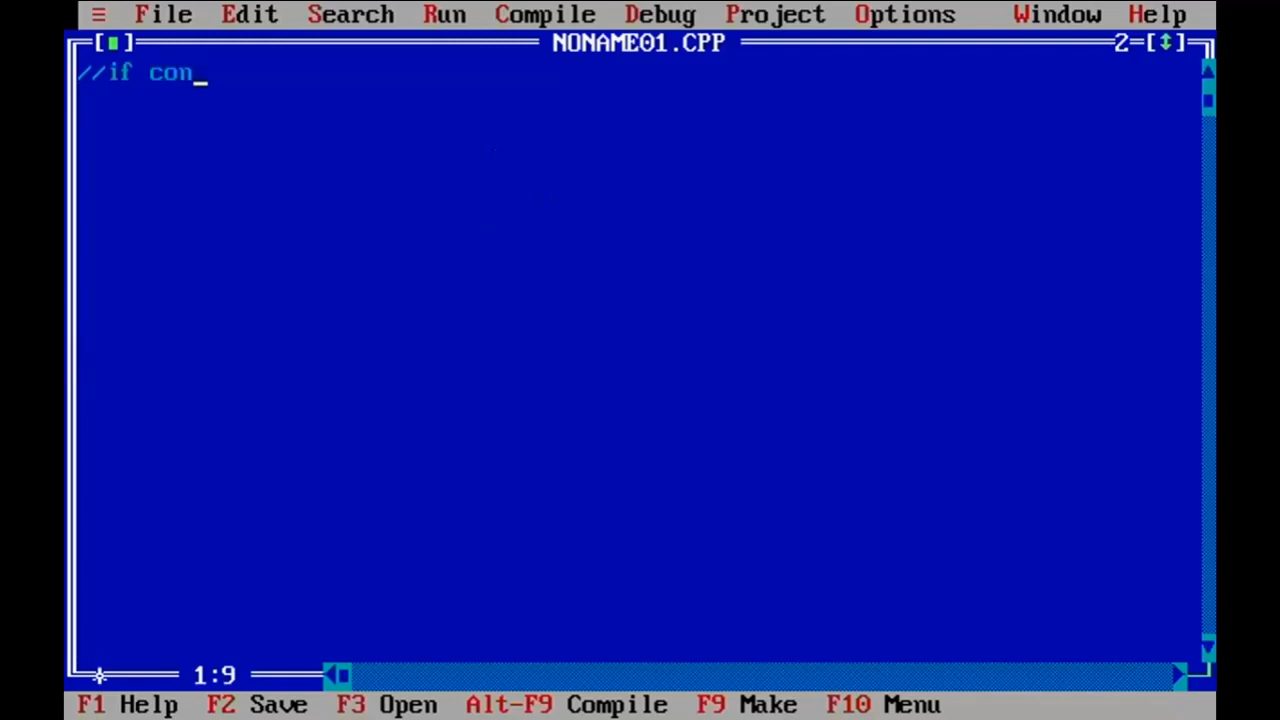 ≡ File Edit Search Run Compile Debug Project Options Window Help
[■] NONAME01.CPP 2=[↕]
//if con_
1:9
F1 Help F2 Save F3 Open Alt-F9 Compile F9 Make F10 Menu